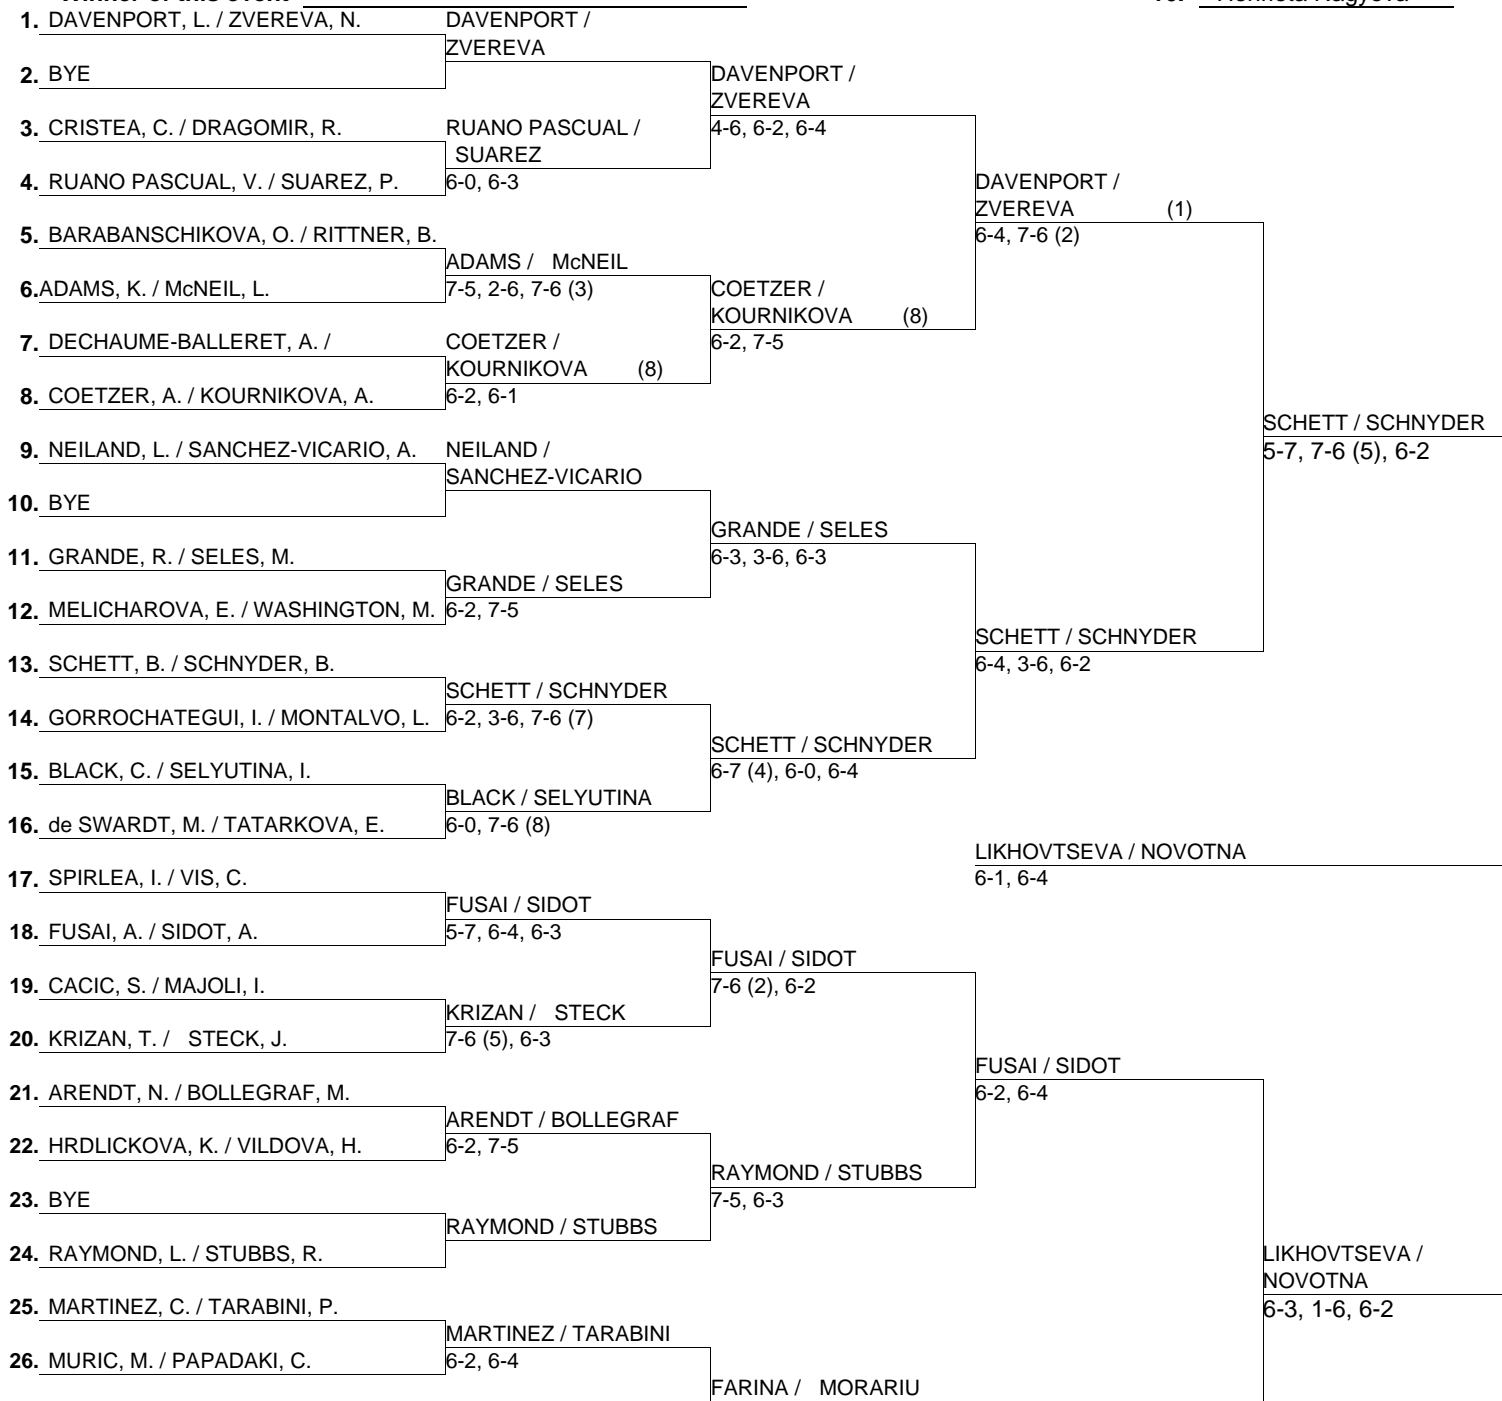 1. DAVENPORT, L. / ZVEREVA, N. DAVENPORT /
ZVEREVA
2. BYE DAVENPORT /
ZVEREVA
3. CRISTEA, C. / DRAGOMIR, R. RUANO PASCUAL / 4-6, 6-2, 6-4
SUAREZ
4. RUANO PASCUAL, V. / SUAREZ, P. 6-0, 6-3 DAVENPORT /
ZVEREVA (1)
5. BARABANSCHIKOVA, O. / RITTNER, B. 6-4, 7-6 (2)
ADAMS / McNEIL
6. ADAMS, K. / McNEIL, L. 7-5, 2-6, 7-6 (3) COETZER /
KOURNIKOVA (8)
7. DECHAUME-BALLERET, A. / COETZER / 6-2, 7-5
KOURNIKOVA (8)
8. COETZER, A. / KOURNIKOVA, A. 6-2, 6-1
SCHETT / SCHNYDER
9. NEILAND, L. / SANCHEZ-VICARIO, A. NEILAND / 5-7, 7-6 (5), 6-2
SANCHEZ-VICARIO
10. BYE
GRANDE / SELES
11. GRANDE, R. / SELES, M. 6-3, 3-6, 6-3
GRANDE / SELES
12. MELICHAROVA, E. / WASHINGTON, M. 6-2, 7-5
SCHETT / SCHNYDER
13. SCHETT, B. / SCHNYDER, B. 6-4, 3-6, 6-2
SCHETT / SCHNYDER
14. GORROCHATEGUI, I. / MONTALVO, L. 6-2, 3-6, 7-6 (7)
SCHETT / SCHNYDER
15. BLACK, C. / SELYUTINA, I. 6-7 (4), 6-0, 6-4
BLACK / SELYUTINA
16. de SWARDT, M. / TATARKOVA, E. 6-0, 7-6 (8)
LIKHOVTSEVA / NOVOTNA
17. SPIRLEA, I. / VIS, C. 6-1, 6-4
FUSAI / SIDOT
18. FUSAI, A. / SIDOT, A. 5-7, 6-4, 6-3
FUSAI / SIDOT
19. CACIC, S. / MAJOLI, I. 7-6 (2), 6-2
KRIZAN / STECK
20. KRIZAN, T. / STECK, J. 7-6 (5), 6-3
FUSAI / SIDOT
21. ARENDT, N. / BOLLEGRAF, M. 6-2, 6-4
ARENDT / BOLLEGRAF
22. HRDLICKOVA, K. / VILDOVA, H. 6-2, 7-5
RAYMOND / STUBBS
23. BYE 7-5, 6-3
RAYMOND / STUBBS
24. RAYMOND, L. / STUBBS, R. LIKHOVTSEVA /
NOVOTNA
25. MARTINEZ, C. / TARABINI, P. 6-3, 1-6, 6-2
MARTINEZ / TARABINI
26. MURIC, M. / PAPADAKI, C. 6-2, 6-4
FARINA / MORARIU